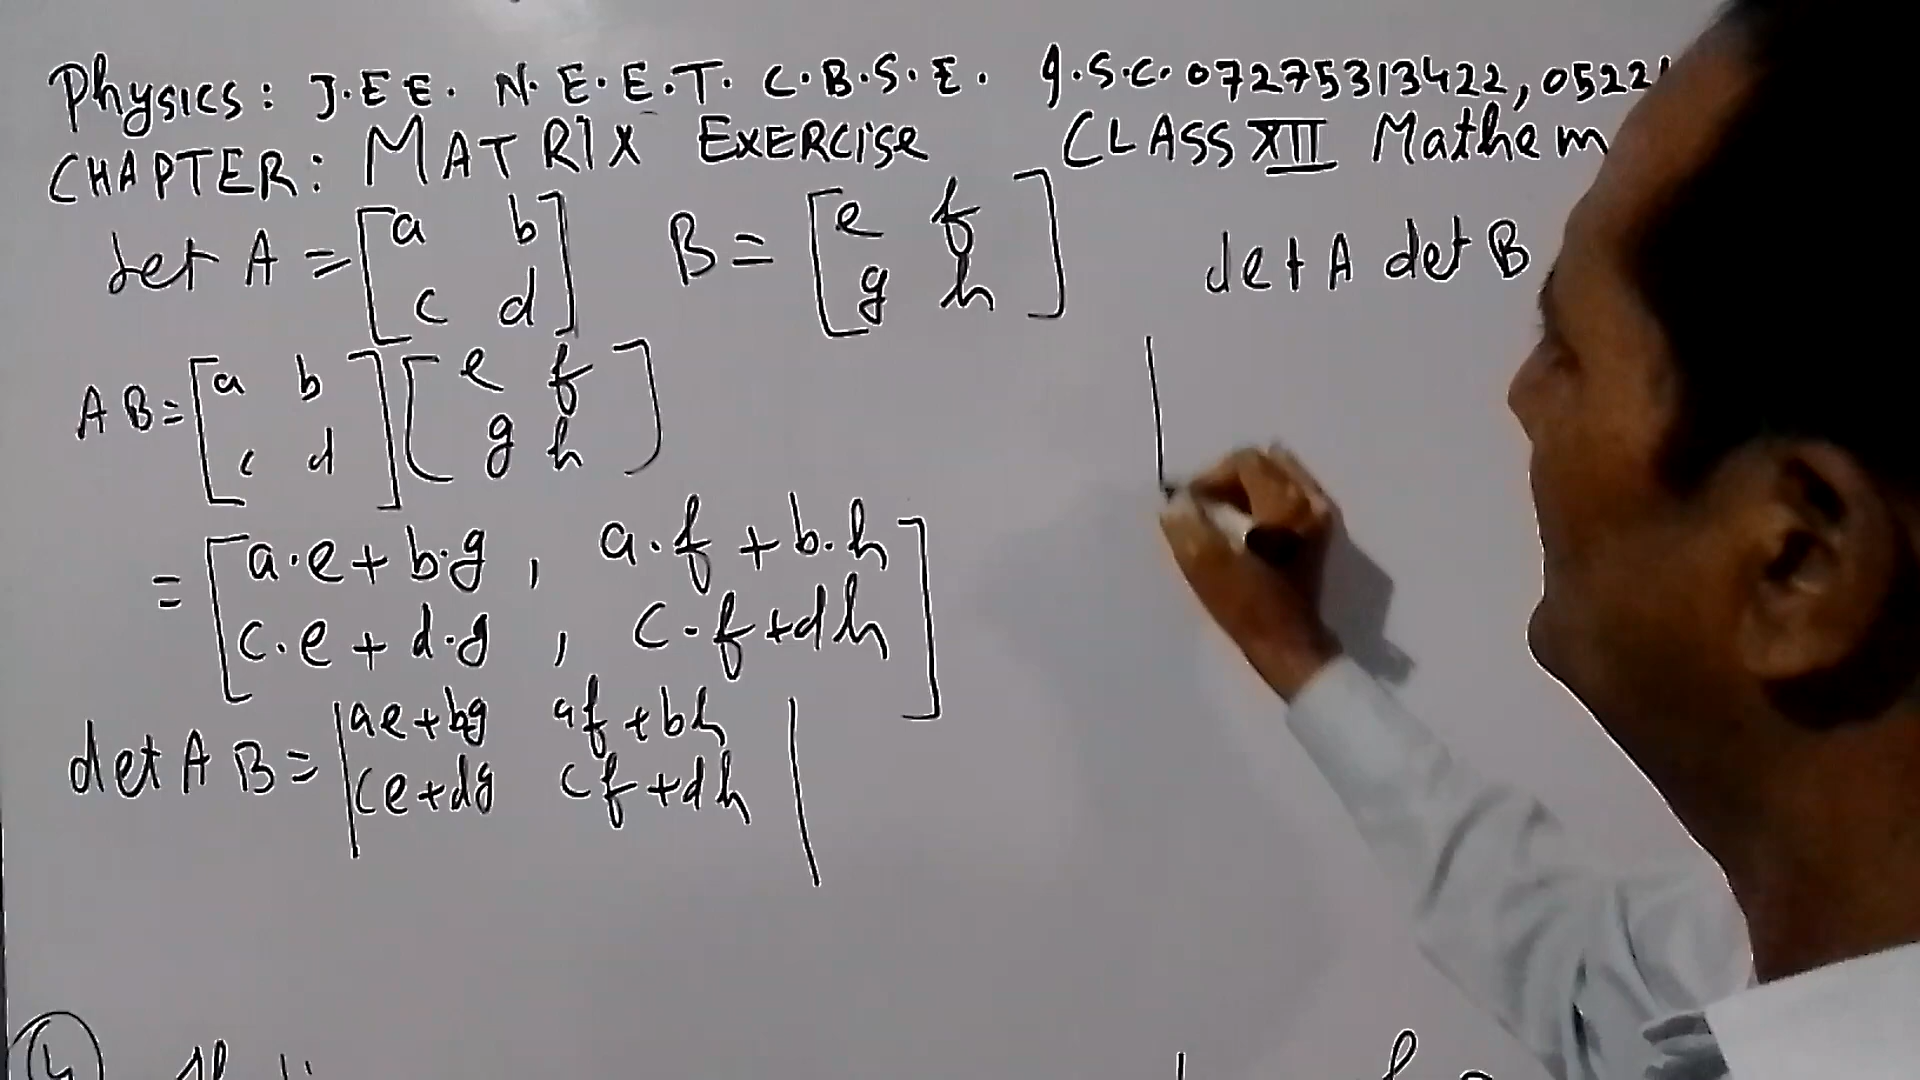 Physics: J.E.E. N.E.E.T. C.B.S.E. I.S.C. 07275313422, 0522
CHAPTER: MATRIX EXERCISE CLASS XII Mathem
det A = [a b B = [e f det A det B
c d] g h]
AB = [a b] [e f
c d] g h]
= [a·e + b·g , a·f + b·h
c·e + d·g , c·f + dh]
det AB = |ae+bg af+bh
ce+dg cf+dh|